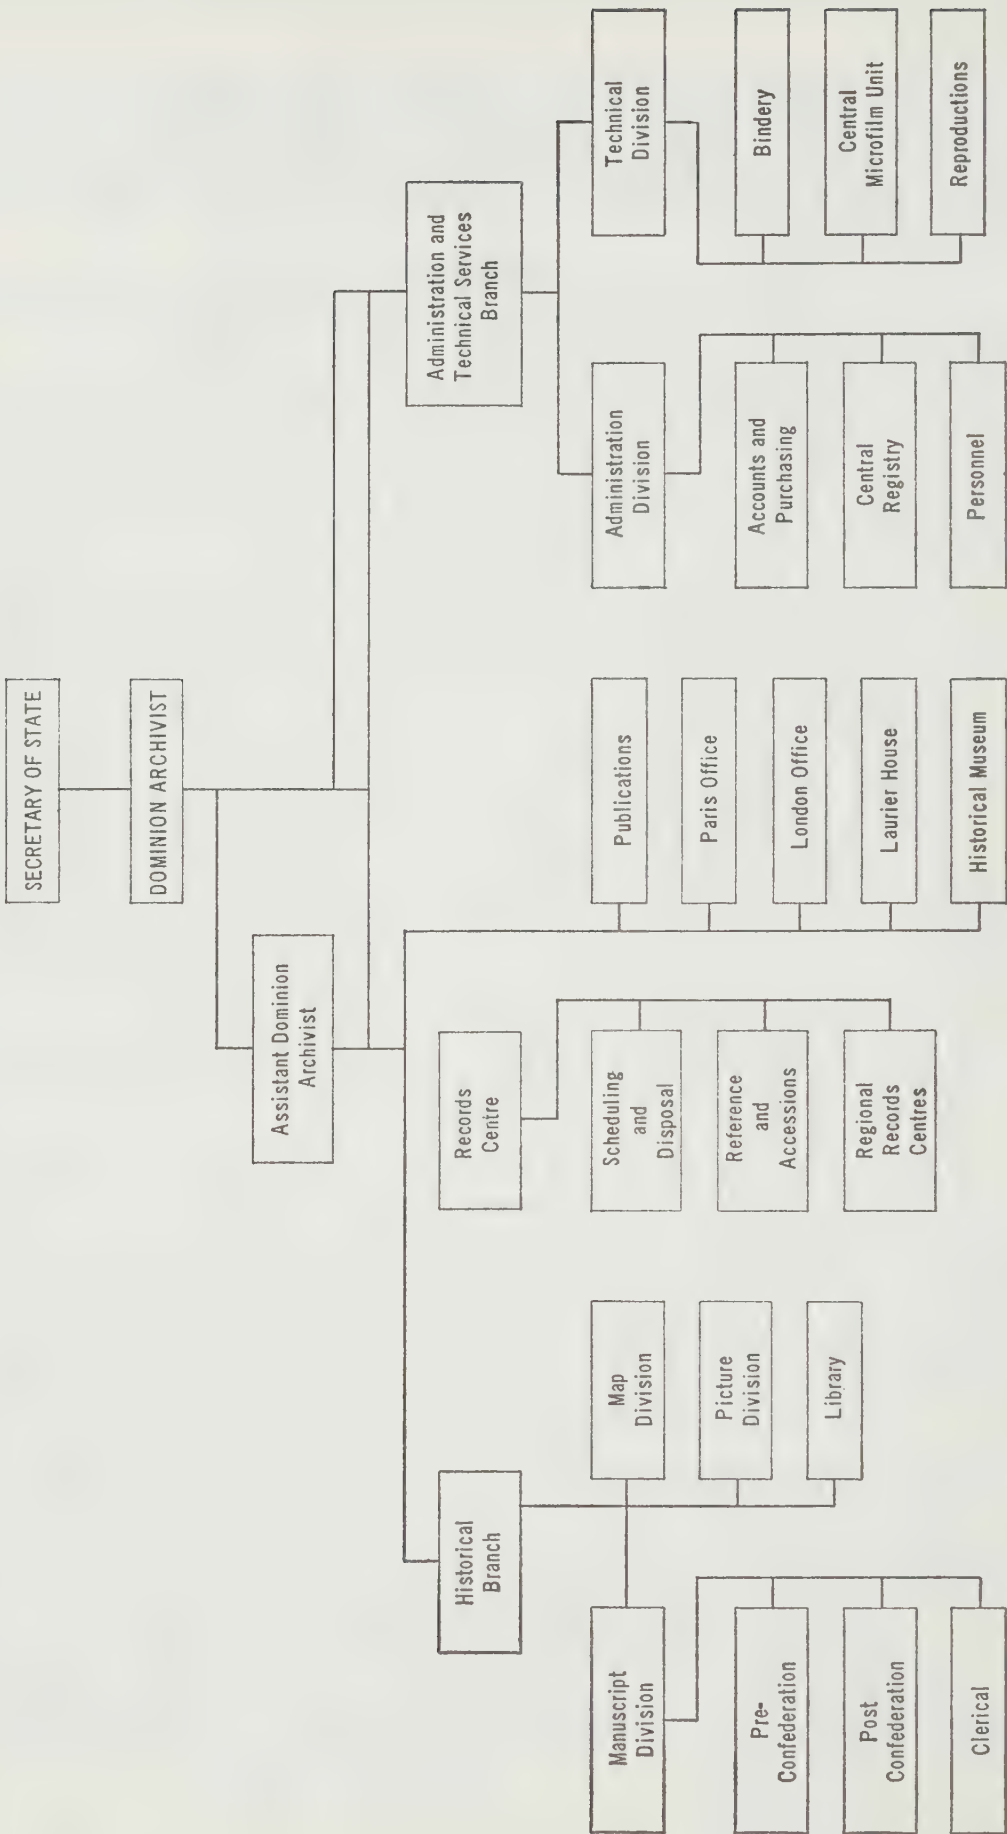 SECRETARY OF STATE
DOMINION ARCHIVIST
Assistant Dominion
Archivist
Administration and
Technical Services
Branch
Historical
Branch
Records
Centre
Manuscript
Division
Pre-
Confederation
Post
Confederation
Clerical
Map
Division
Picture
Division
Library
Scheduling
and
Disposal
Reference
and
Accessions
Regional
Records
Centres
Publications
Paris Office
London Office
Laurier House
Historical Museum
Administration
Division
Accounts and
Purchasing
Central
Registry
Personnel
Technical
Division
Bindery
Central
Microfilm Unit
Reproductions